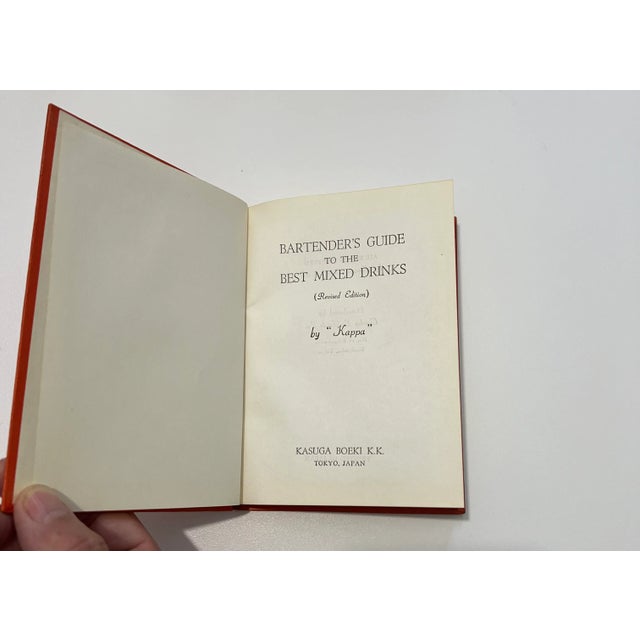 BARTENDER'S GUIDE
TO THE
BEST MIXED DRINKS
(Revised Edition)
by "Kappa"
KASUGA BOEKI K.K.
TOKYO, JAPAN